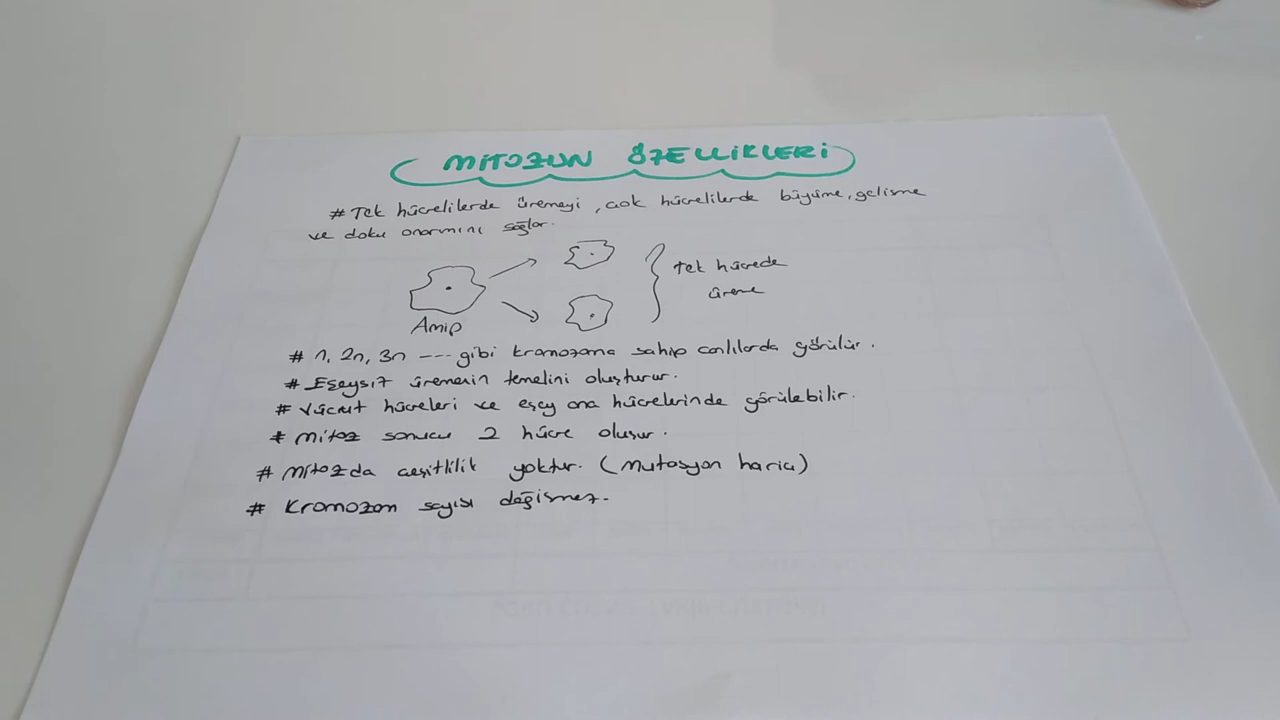 MİTOZUN ÖZELLİKLERİ
# Tek hücrelilerde üremeyi, çok hücrelilerde büyüme, gelişme
ve doku onarımını sağlar.
Amip
Tek hücrede
üreme
# n, 2n, 3n --- gibi kromozoma sahip canlılarda görülür.
# Eşeysiz üremenin temelini oluşturur.
# Vücut hücreleri ve eşey ana hücrelerinde görülebilir.
# Mitoz sonucu 2 hücre oluşur.
# Mitozda çeşitlilik yoktur. (Mutasyon hariç)
# Kromozom sayısı değişmez.